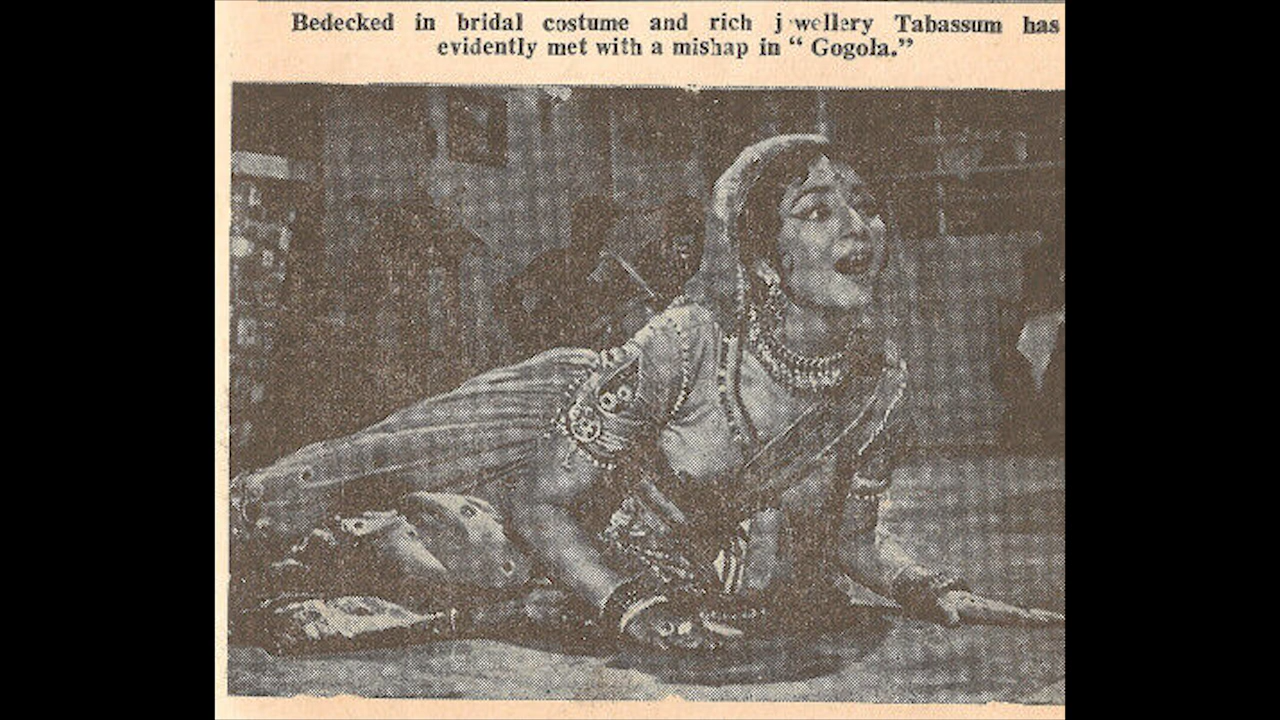 Bedecked in bridal costume and rich j wellery Tabassum has
evidently met with a mishap in “ Gogola.”